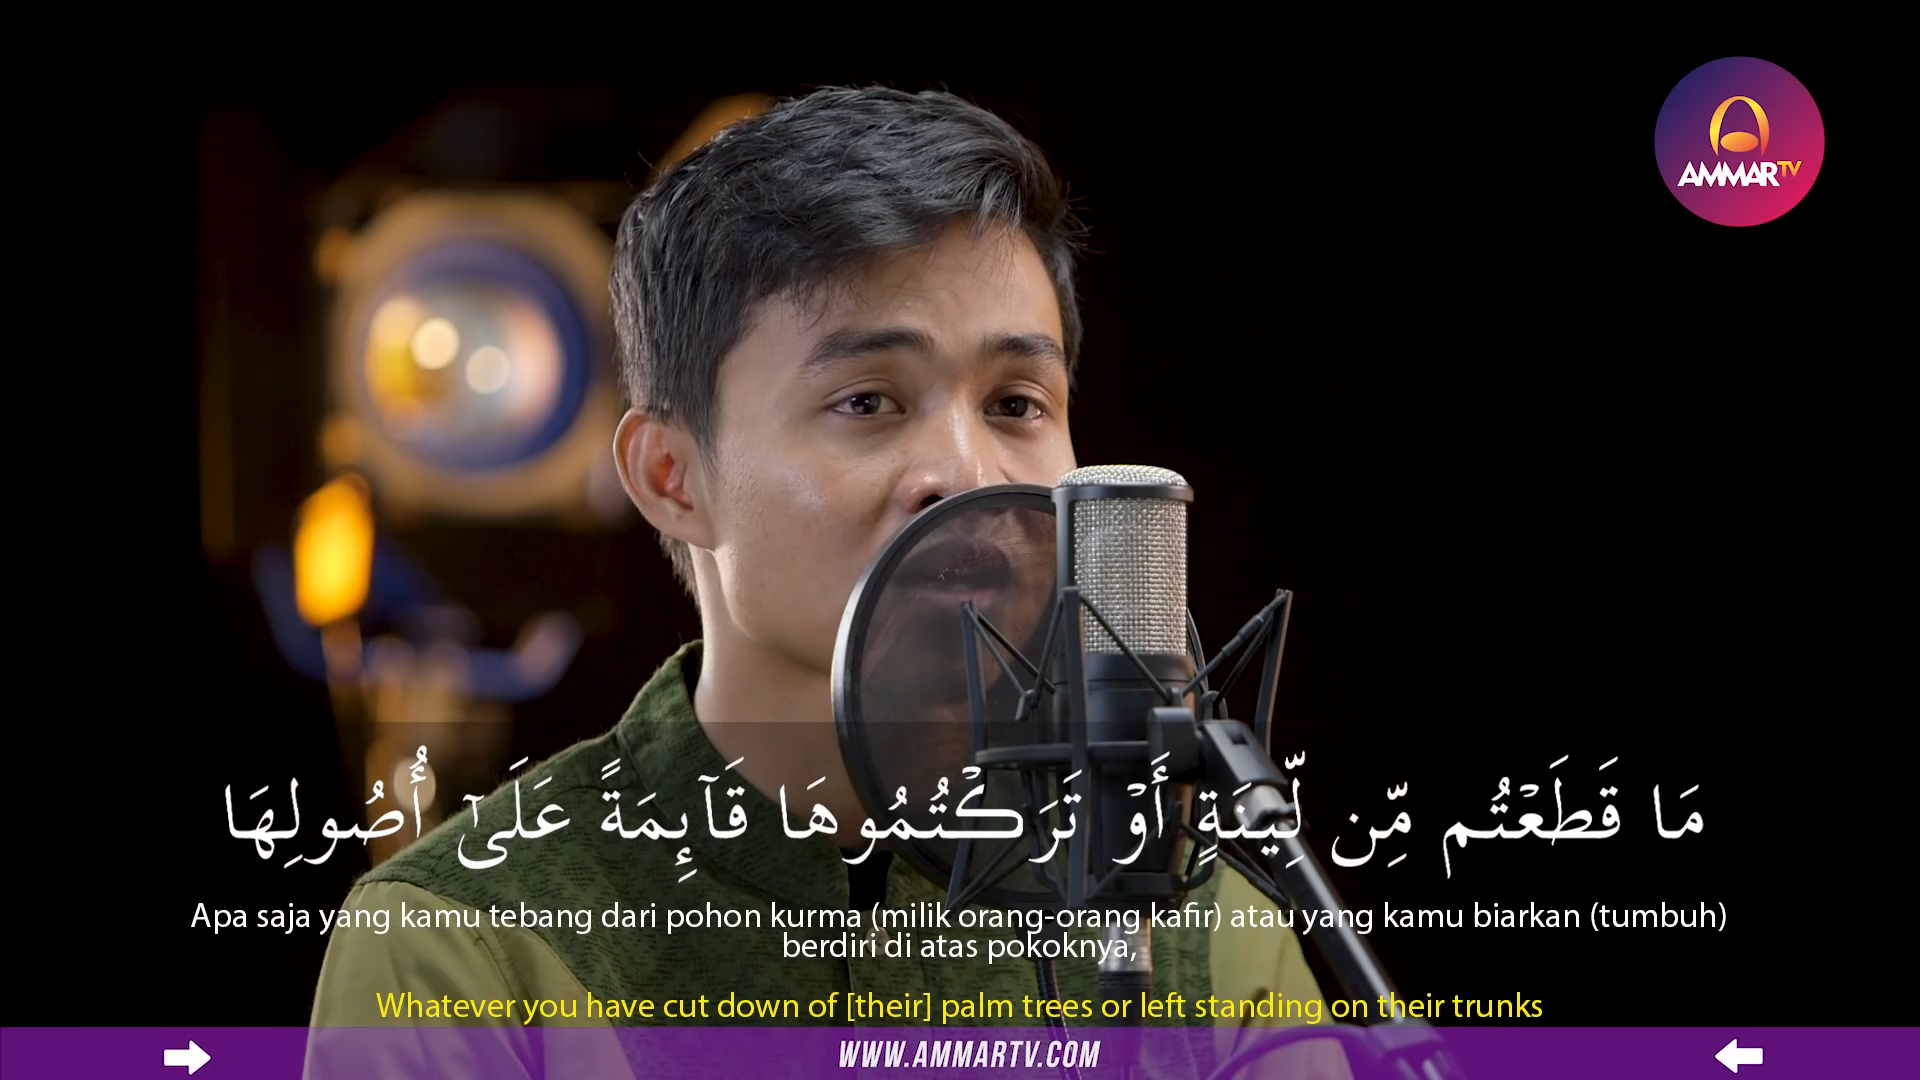 AMMARTV
مَا قَطَعْتُم مِّن لِّينَةٍ أَوْ تَرَكْتُمُوهَا قَآئِمَةً عَلَىٰٓ أُصُولِهَا
Apa saja yang kamu tebang dari pohon kurma (milik orang-orang kafir) atau yang kamu biarkan (tumbuh)
berdiri di atas pokoknya,
Whatever you have cut down of [their] palm trees or left standing on their trunks
WWW.AMMARTV.COM